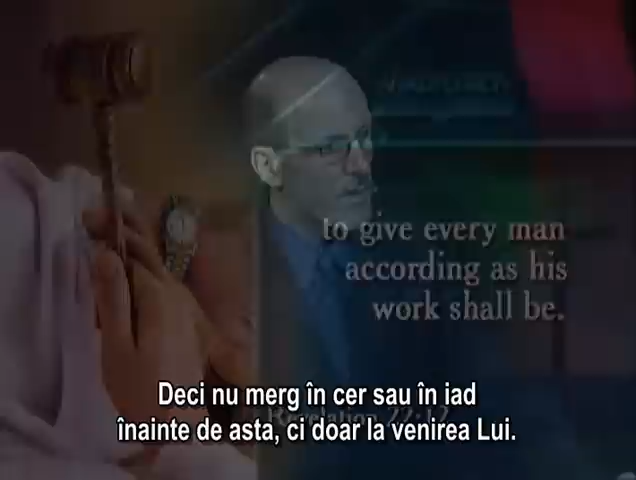 to give every man
according as his
work shall be.
Revelation 22:12
Deci nu merg în cer sau în iad
înainte de asta, ci doar la venirea Lui.